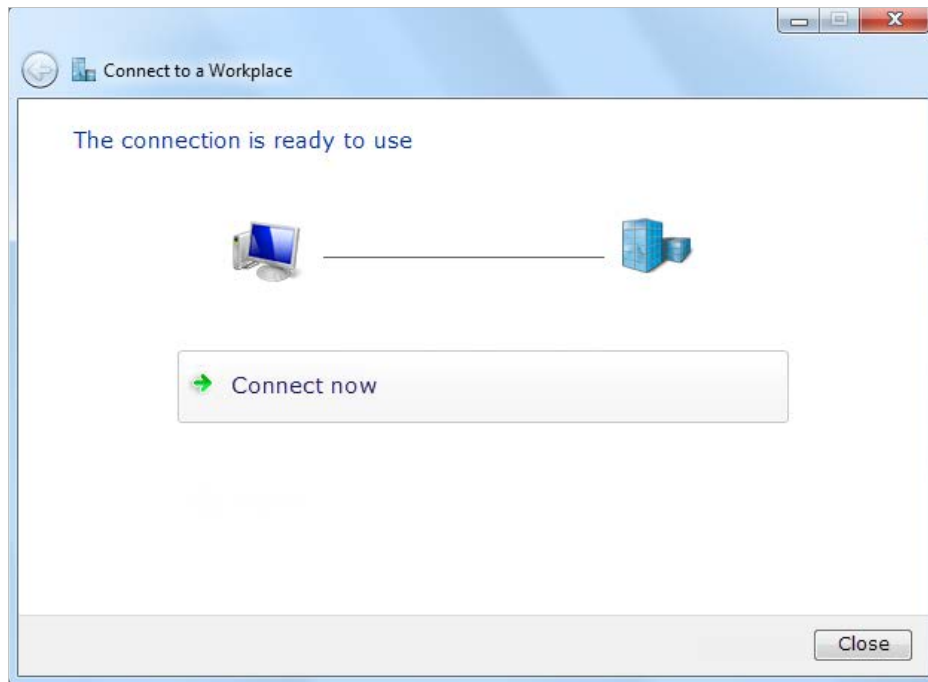 Connect to a Workplace
The connection is ready to use
Connect now
Close